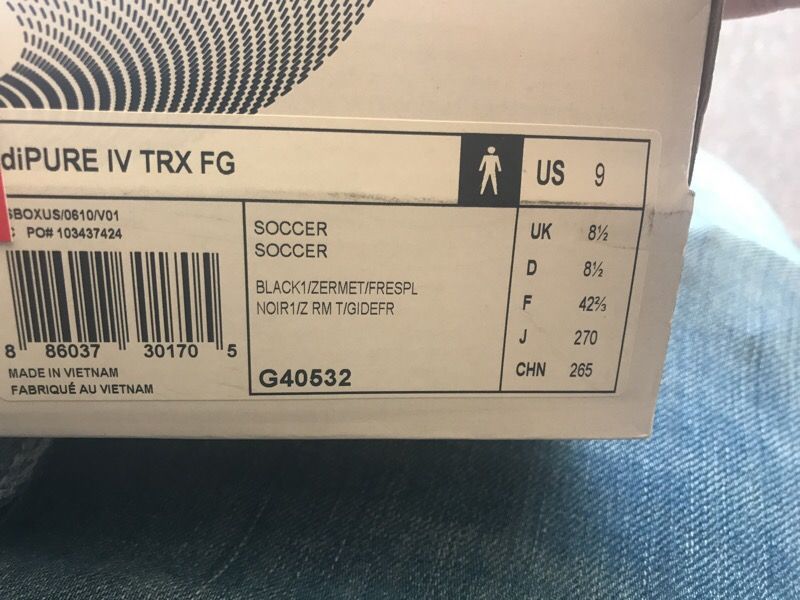 diPURE IV TRX FG
US 9
BOXUS/0610/V01
PO# 103437424
SOCCER
SOCCER
BLACK1/ZERMET/FRESPL
NOIR1/Z RM T/GIDEFR
G40532
UK 8½
D 8½
F 42⅔
J 270
CHN 265
8 86037 30170 5
MADE IN VIETNAM
FABRIQUÉ AU VIETNAM